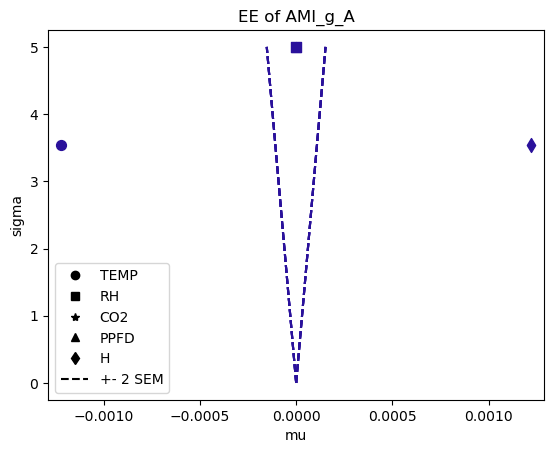 EE of AMI_g_A
sigma
5
4
3
2
1
0
TEMP
RH
CO2
PPFD
H
+- 2 SEM
−0.0010 −0.0005 0.0000 0.0005 0.0010
mu